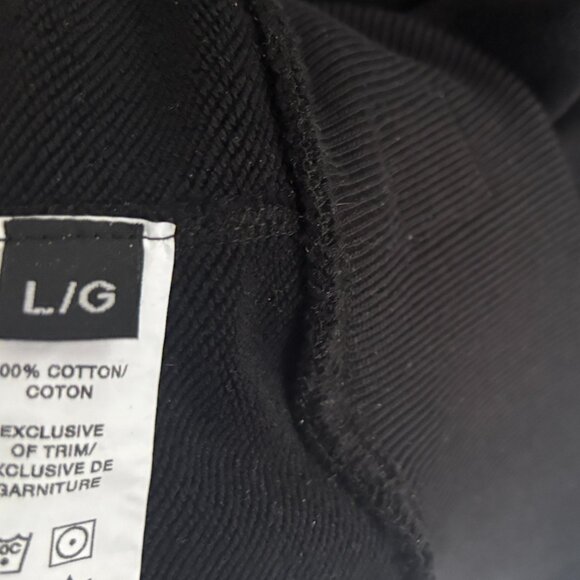 L/G
00% COTTON/
COTON
EXCLUSIVE
OF TRIM/
XCLUSIVE DE
GARNITURE